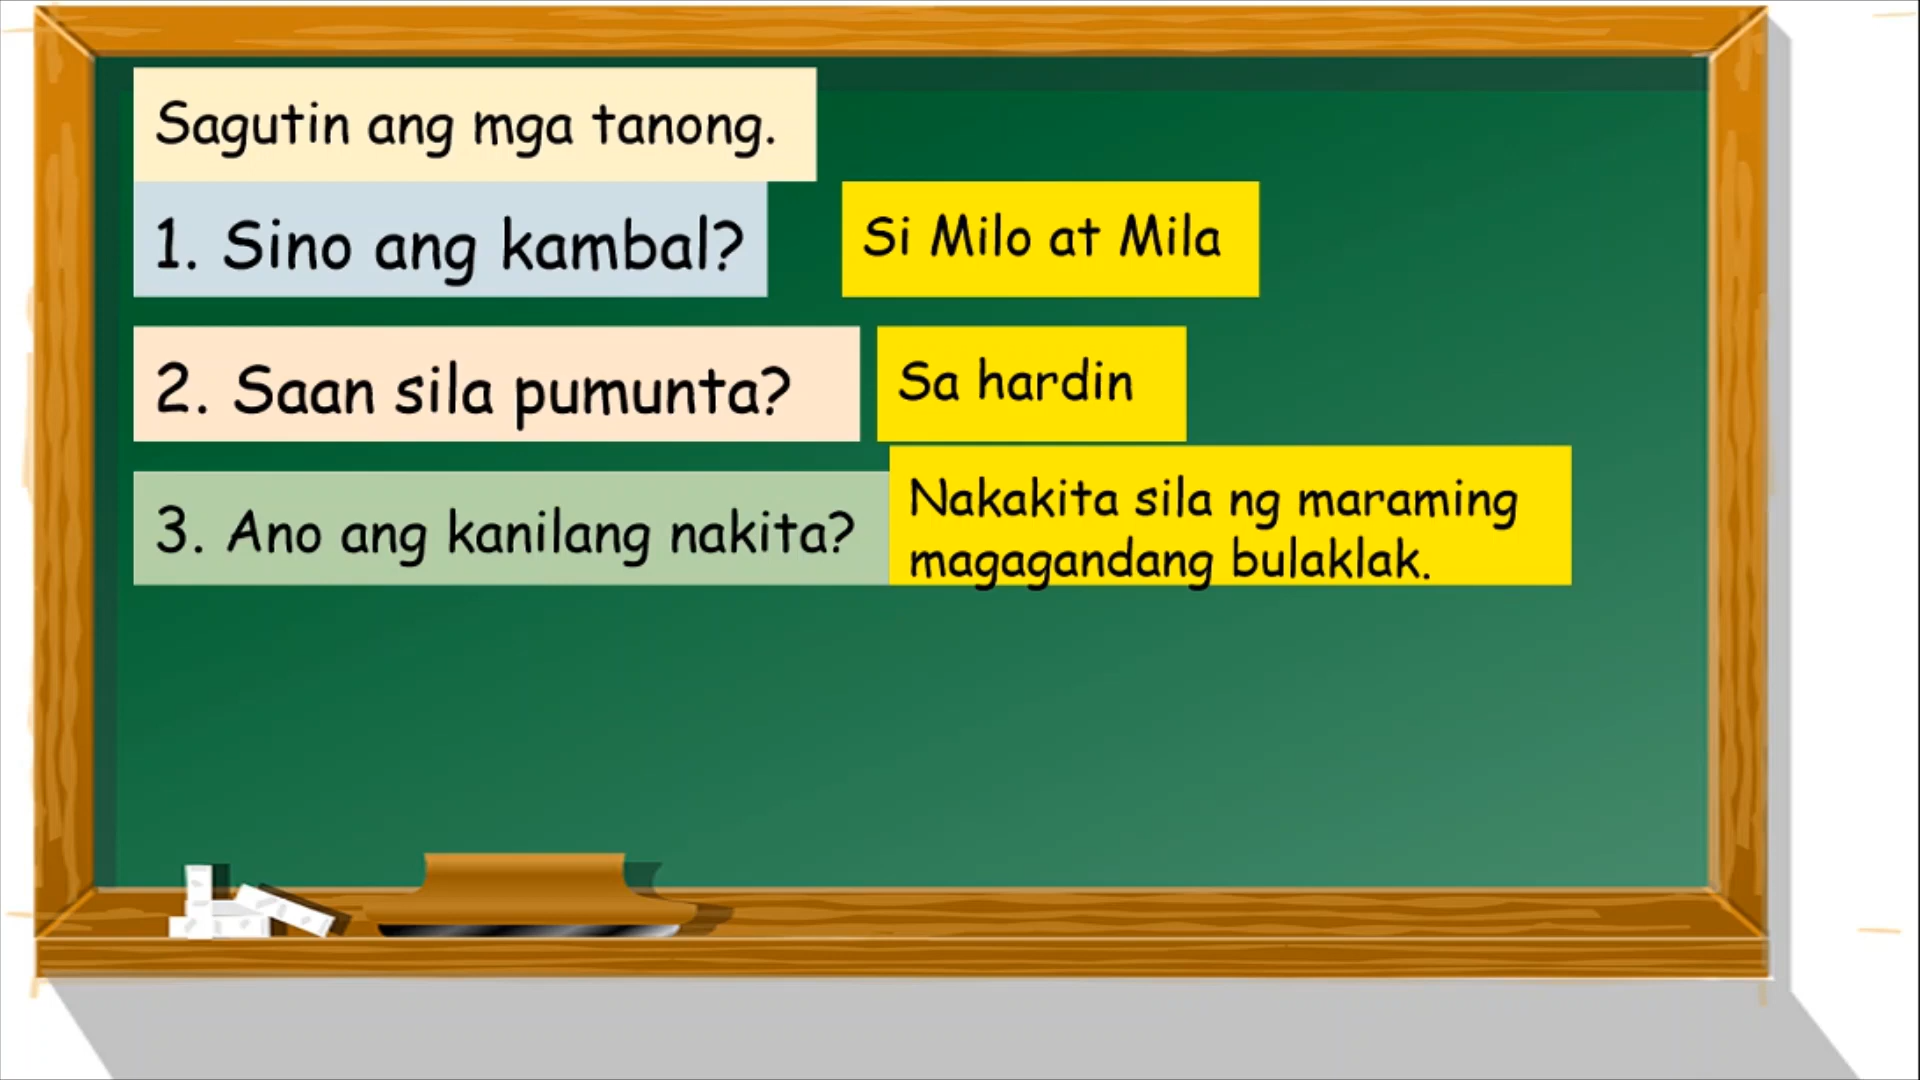 Sagutin ang mga tanong.
1. Sino ang kambal?
Si Milo at Mila
2. Saan sila pumunta?
Sa hardin
3. Ano ang kanilang nakita?
Nakakita sila ng maraming
magagandang bulaklak.